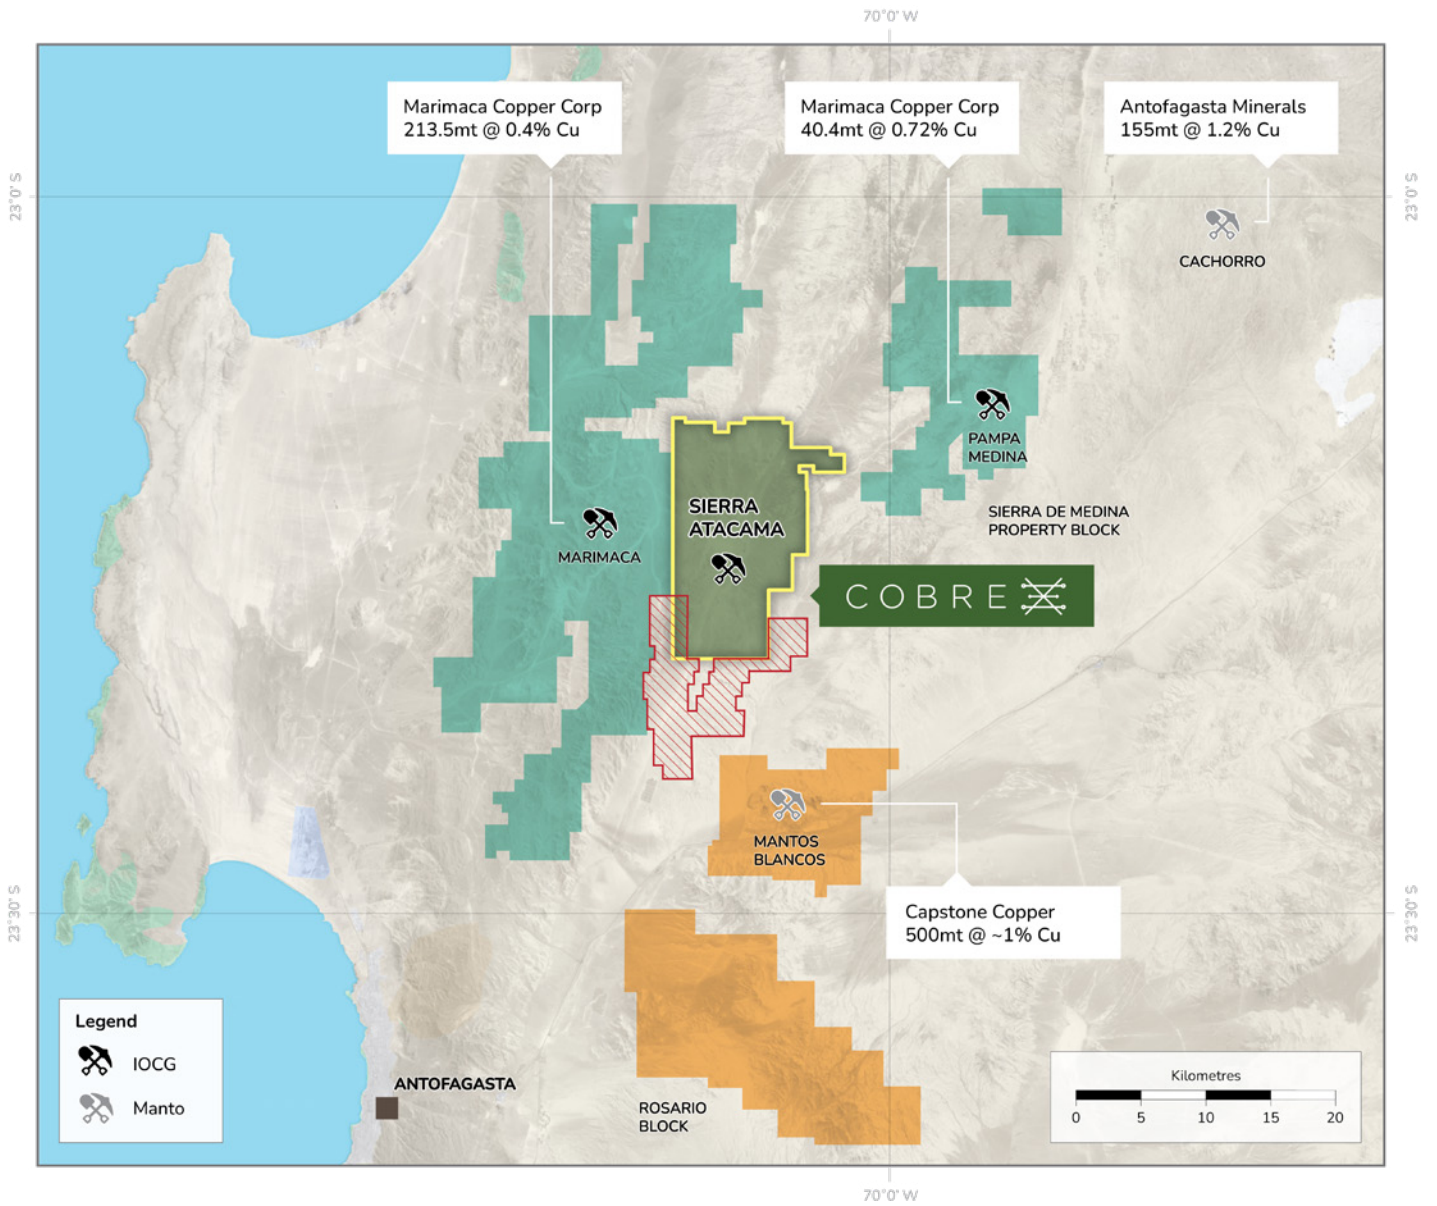 70°0' W
Marimaca Copper Corp
213.5mt @ 0.4% Cu
Marimaca Copper Corp
40.4mt @ 0.72% Cu
Antofagasta Minerals
155mt @ 1.2% Cu
23°0' S
23°0' S
CACHORRO
PAMPA
MEDINA
SIERRA
ATACAMA
SIERRA DE MEDINA
PROPERTY BLOCK
MARIMACA
COBRE
MANTOS
BLANCOS
Capstone Copper
500mt @ ~1% Cu
23°30' S
23°30' S
Legend
IOCG
Manto
ANTOFAGASTA
ROSARIO
BLOCK
Kilometres
0 5 10 15 20
70°0' W